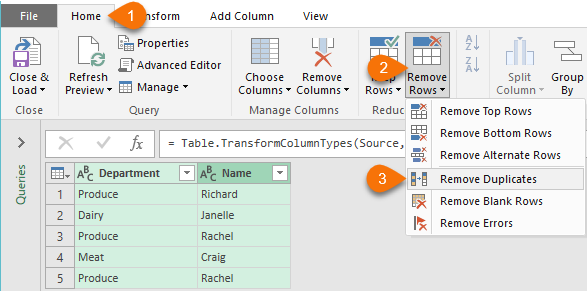 File Home Transform Add Column View
1
Properties
Advanced Editor
Manage
Close &
Load
Refresh
Preview
Choose
Columns
Remove
Columns
Rows
2
Remove
Rows
A
Z
Z
A
Split
Column
Group
By
Close Query Manage Columns
Remove Top Rows
Remove Bottom Rows
Remove Alternate Rows
3
Remove Duplicates
Remove Blank Rows
Remove Errors
Queries
fx
= Table.TransformColumnTypes(Source,
ABC Department ABC Name
1 Produce Richard
2 Dairy Janelle
3 Produce Rachel
4 Meat Craig
5 Produce Rachel